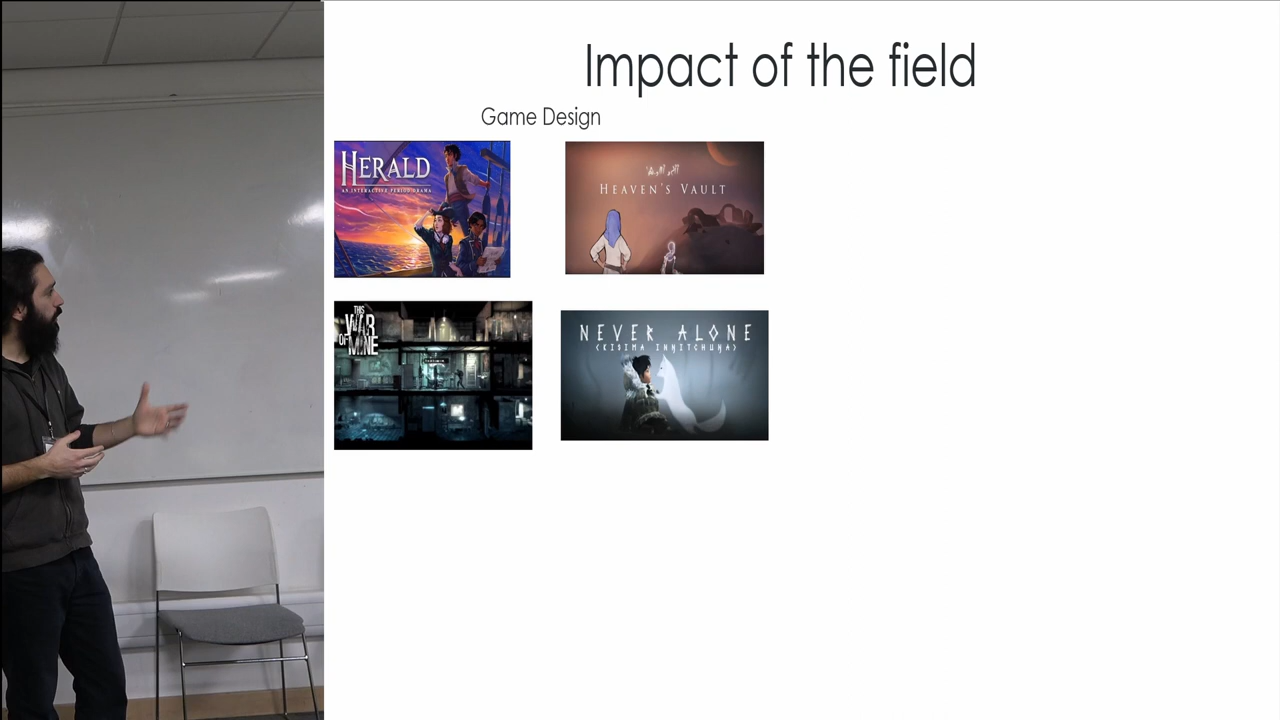 Impact of the field
Game Design
HERALD
AN INTERACTIVE PERIOD DRAMA
HEAVEN'S VAULT
THIS
WAR
OF
MINE
NEVER ALONE
(KISIMA INŊITCHUŊA)